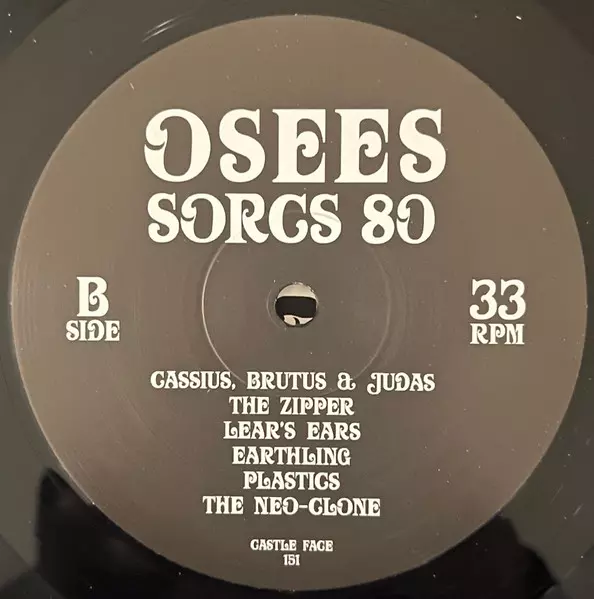 OSEES
SORCS 80
B
SIDE
33
RPM
CASSIUS, BRUTUS & JUDAS
THE ZIPPER
LEAR'S EARS
EARTHLING
PLASTICS
THE NEO-CLONE
CASTLE FACE
151